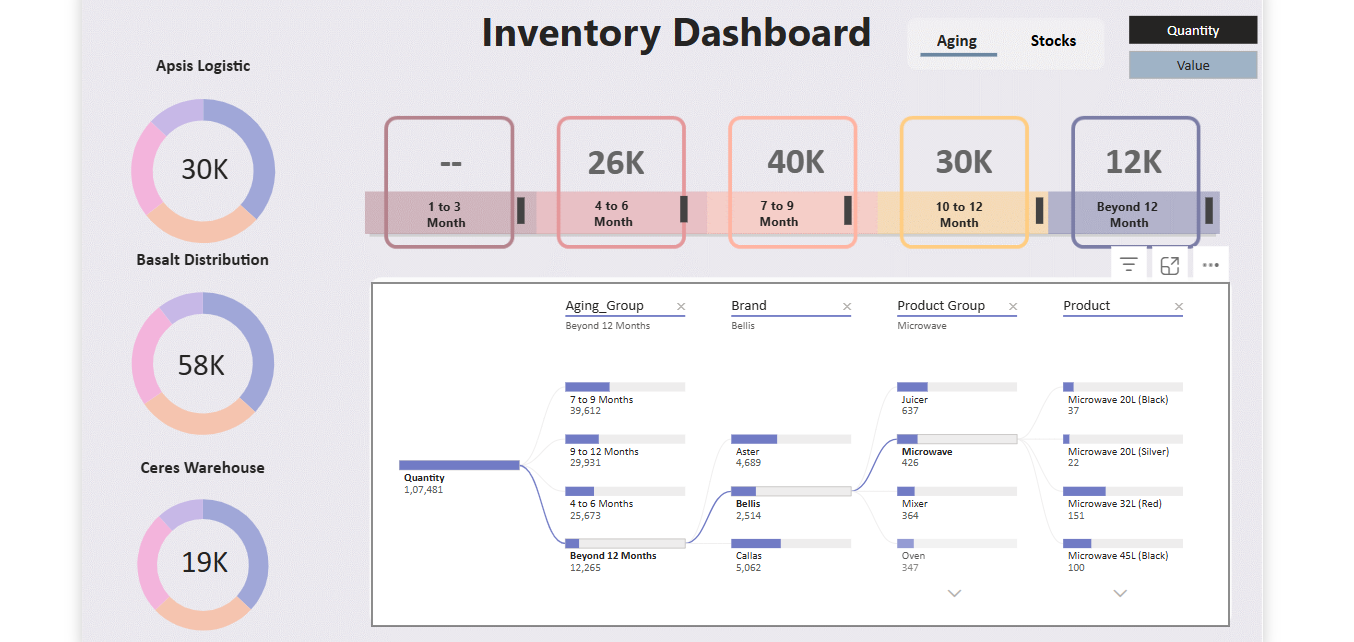 Inventory Dashboard
Aging
Stocks
Quantity
Value
Apsis Logistic
30K
Basalt Distribution
58K
Ceres Warehouse
19K
--
1 to 3
Month
26K
4 to 6
Month
40K
7 to 9
Month
30K
10 to 12
Month
12K
Beyond 12
Month
Aging_Group
Beyond 12 Months
Brand
Bellis
Product Group
Microwave
Product
Quantity
1,07,481
7 to 9 Months
39,612
9 to 12 Months
29,931
4 to 6 Months
25,673
Beyond 12 Months
12,265
Aster
4,689
Bellis
2,514
Callas
5,062
Juicer
637
Microwave
426
Mixer
364
Oven
347
Microwave 20L (Black)
37
Microwave 20L (Silver)
22
Microwave 32L (Red)
151
Microwave 45L (Black)
100